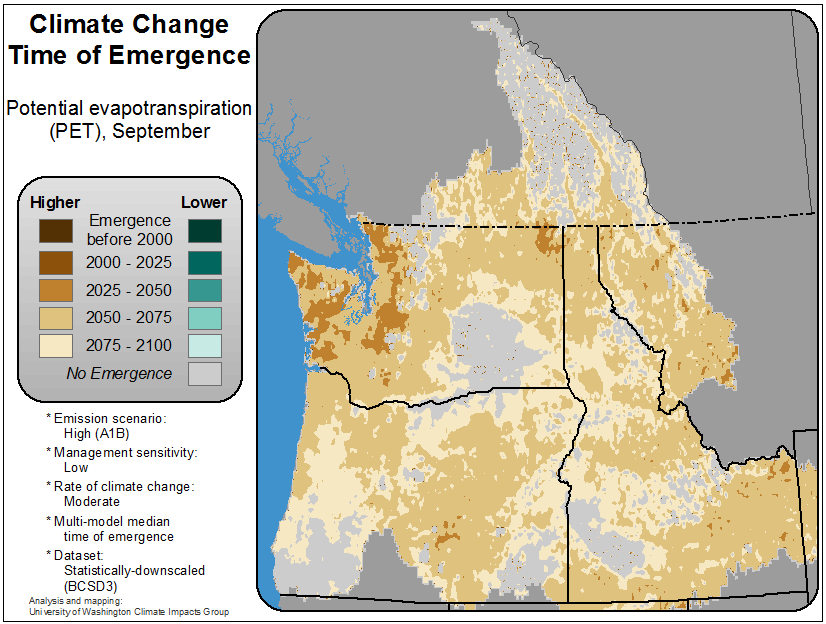 Climate Change
Time of Emergence
Potential evapotranspiration
(PET), September
Higher
Lower
Emergence
before 2000
2000 - 2025
2025 - 2050
2050 - 2075
2075 - 2100
No Emergence
* Emission scenario:
High (A1B)
* Management sensitivity:
Low
* Rate of climate change:
Moderate
* Multi-model median
time of emergence
* Dataset:
Statistically-downscaled
(BCSD3)
Analysis and mapping:
University of Washington Climate Impacts Group